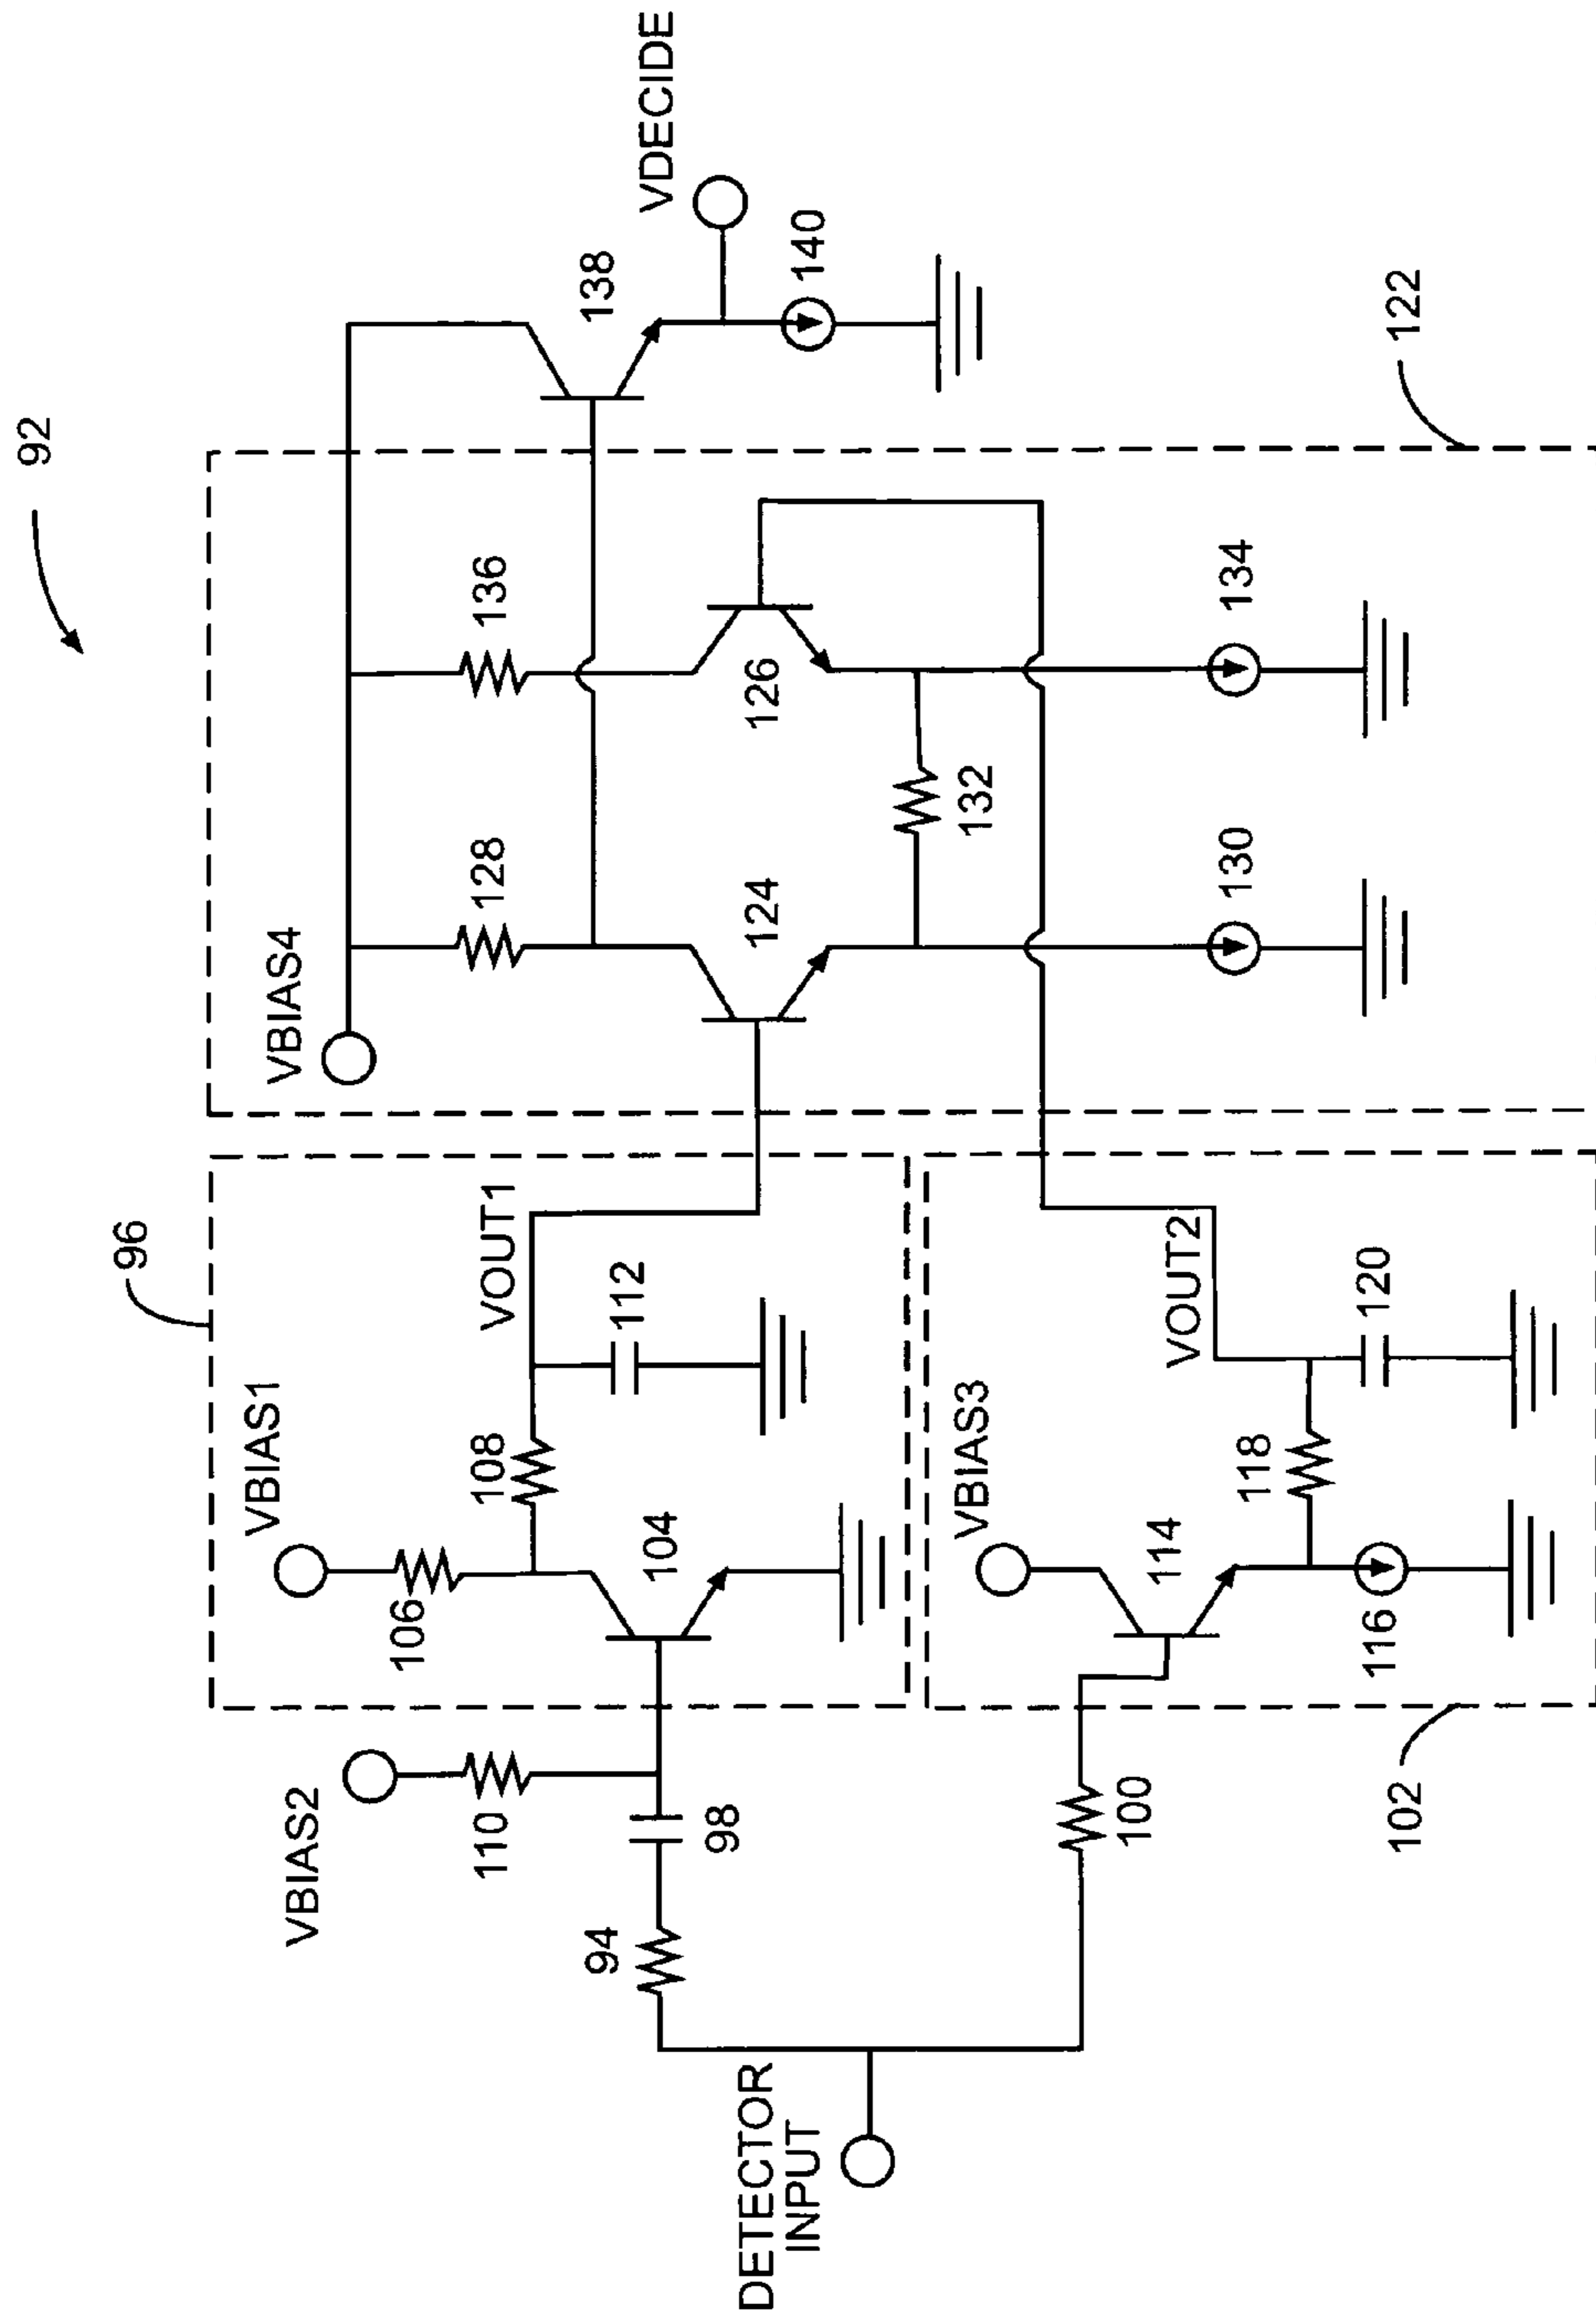 92
VBIAS4
128
136
138
VDECIDE
140
124
126
132
130
134
122
96
VBIAS1
VBIAS2
106
108
VOUT1
112
110
104
94
98
DETECTOR
INPUT
VBIAS3
114
VOUT2
118
120
116
100
102